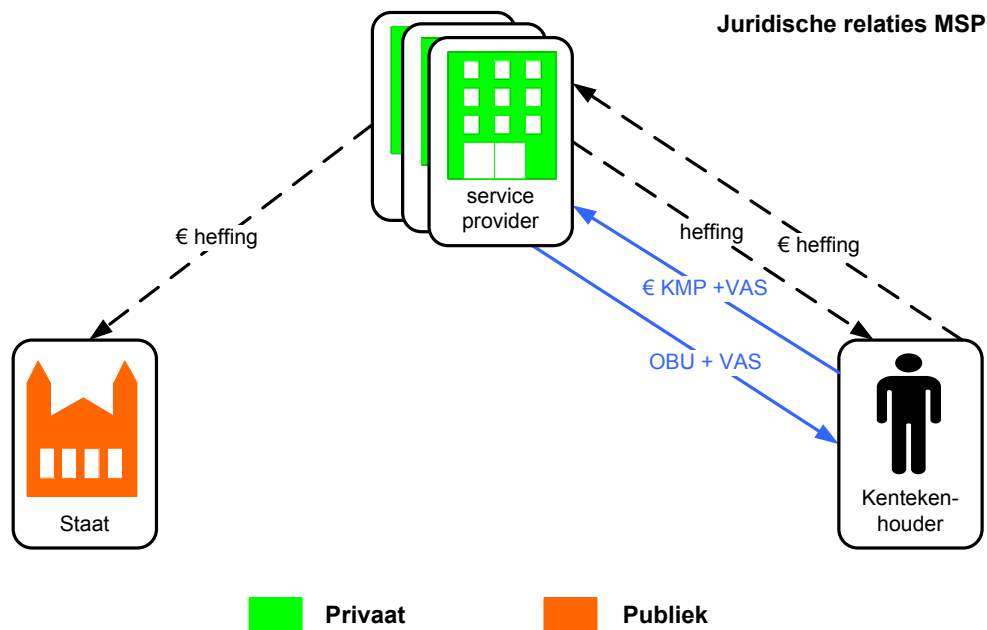 Juridische relaties MSP
service
provider
€ heffing
heffing
€ heffing
€ KMP +VAS
OBU + VAS
Staat
Kenteken-
houder
Privaat
Publiek